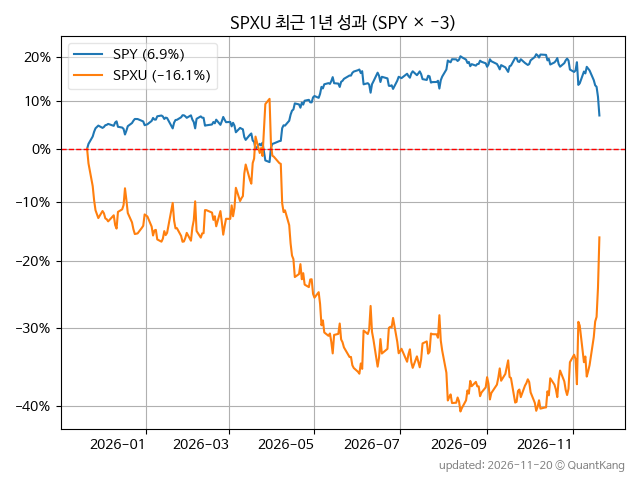 SPXU 최근 1년 성과 (SPY × −3)
SPY (6.9%)
SPXU (−16.1%)
20%
10%
0%
−10%
−20%
−30%
−40%
2026-01 2026-03 2026-05 2026-07 2026-09 2026-11
updated: 2026-11-20 © QuantKang